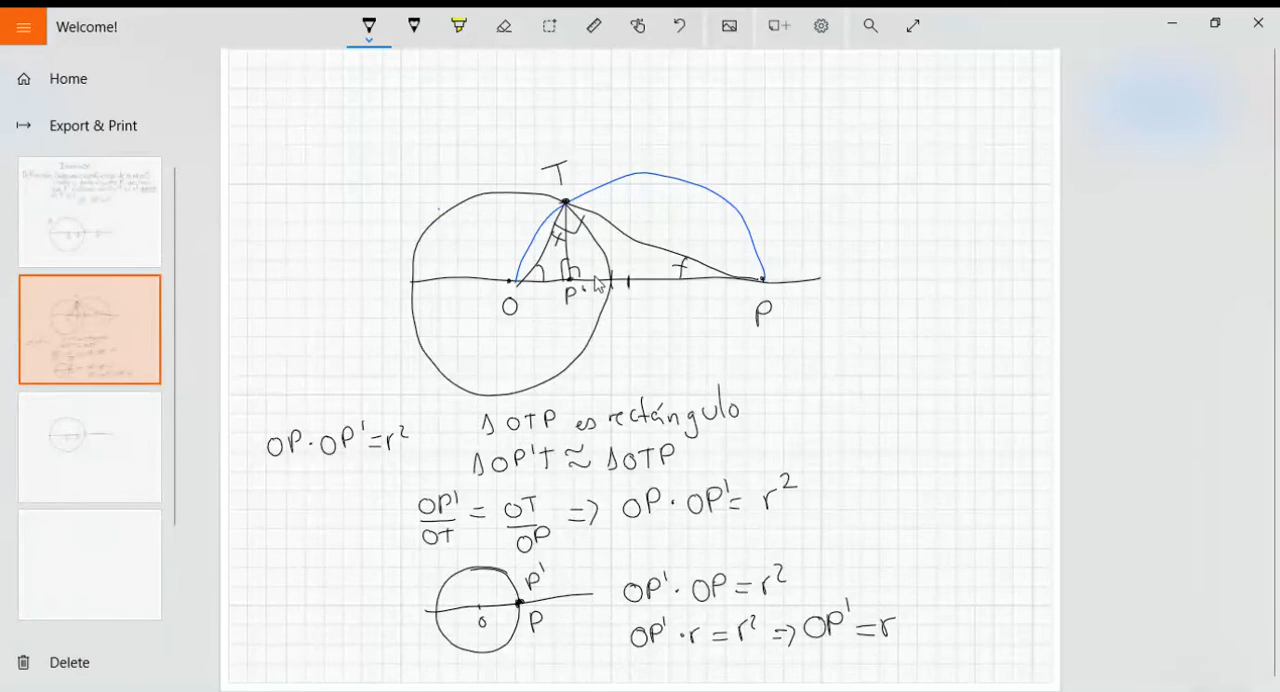 Welcome!
Home
Export & Print
Delete
T
O
P'
P
OP · OP' = r²
Δ OTP es rectángulo
Δ OP'T ≈ Δ OTP
OP'/OT = OT/OP => OP · OP' = r²
P'
O
P
OP' · OP = r²
OP' · r = r² => OP' = r